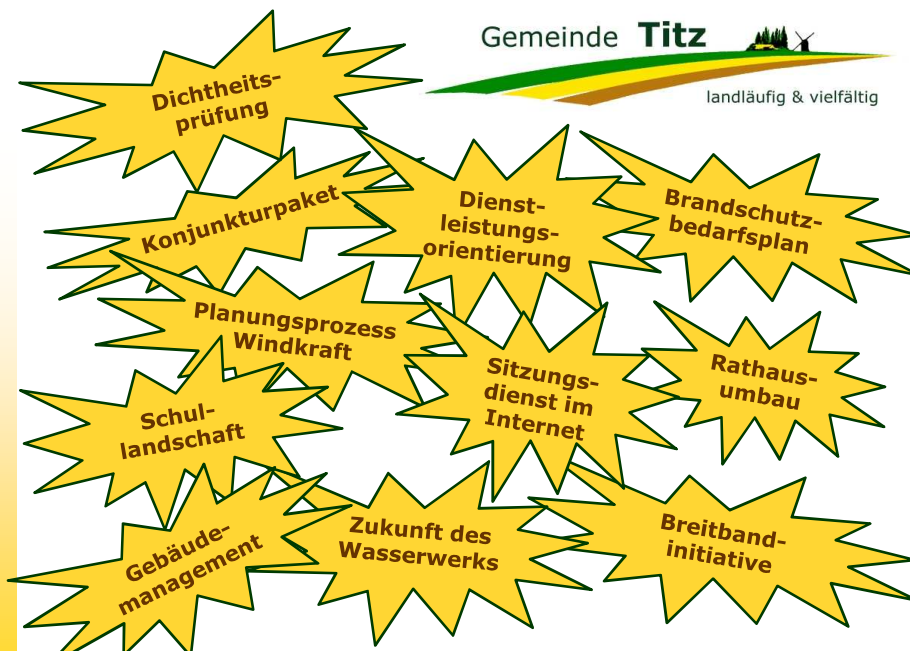 Gemeinde Titz
landläufig & vielfältig
Dichtheits-
prüfung
Konjunkturpaket
Dienst-
leistungs-
orientierung
Brandschutz-
bedarfsplan
Planungsprozess
Windkraft
Sitzungs-
dienst im
Internet
Rathaus-
umbau
Schul-
landschaft
Gebäude-
management
Zukunft des
Wasserwerks
Breitband-
initiative